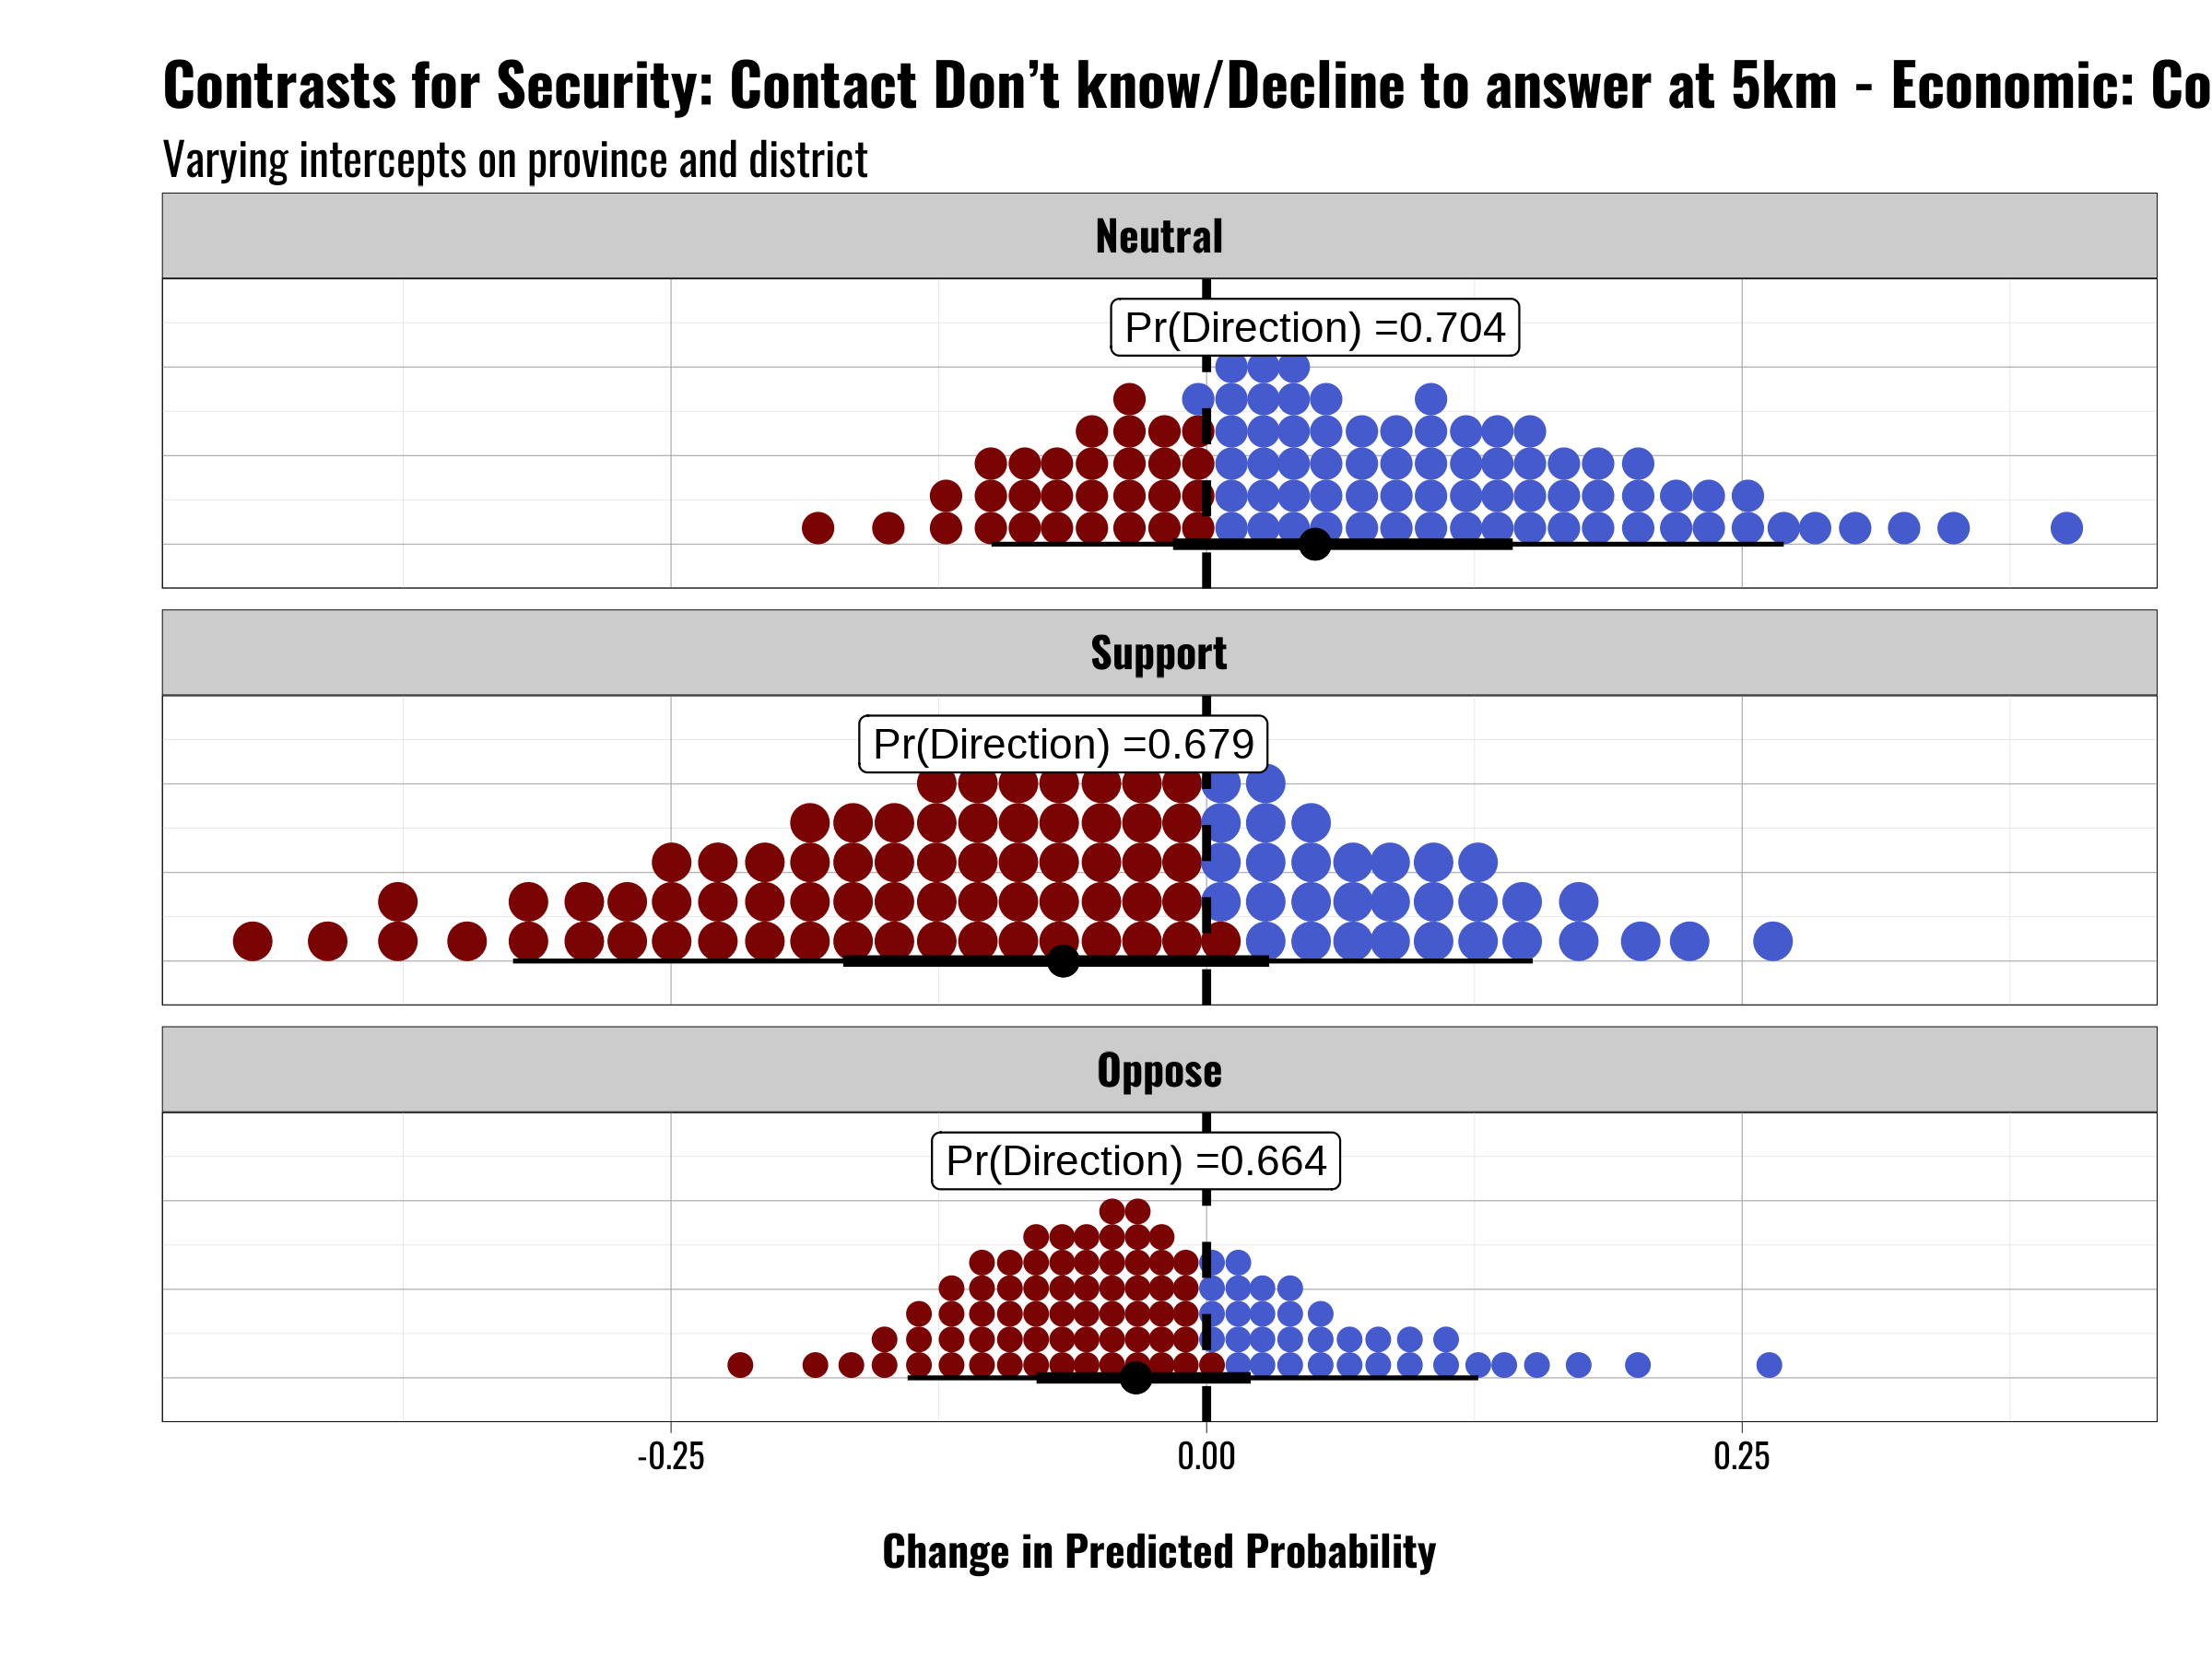 Contrasts for Security: Contact Don’t know/Decline to answer at 5km - Economic: Co
Varying intercepts on province and district
Neutral
Pr(Direction) =0.704
Support
Pr(Direction) =0.679
Oppose
Pr(Direction) =0.664
-0.25 0.00 0.25
Change in Predicted Probability